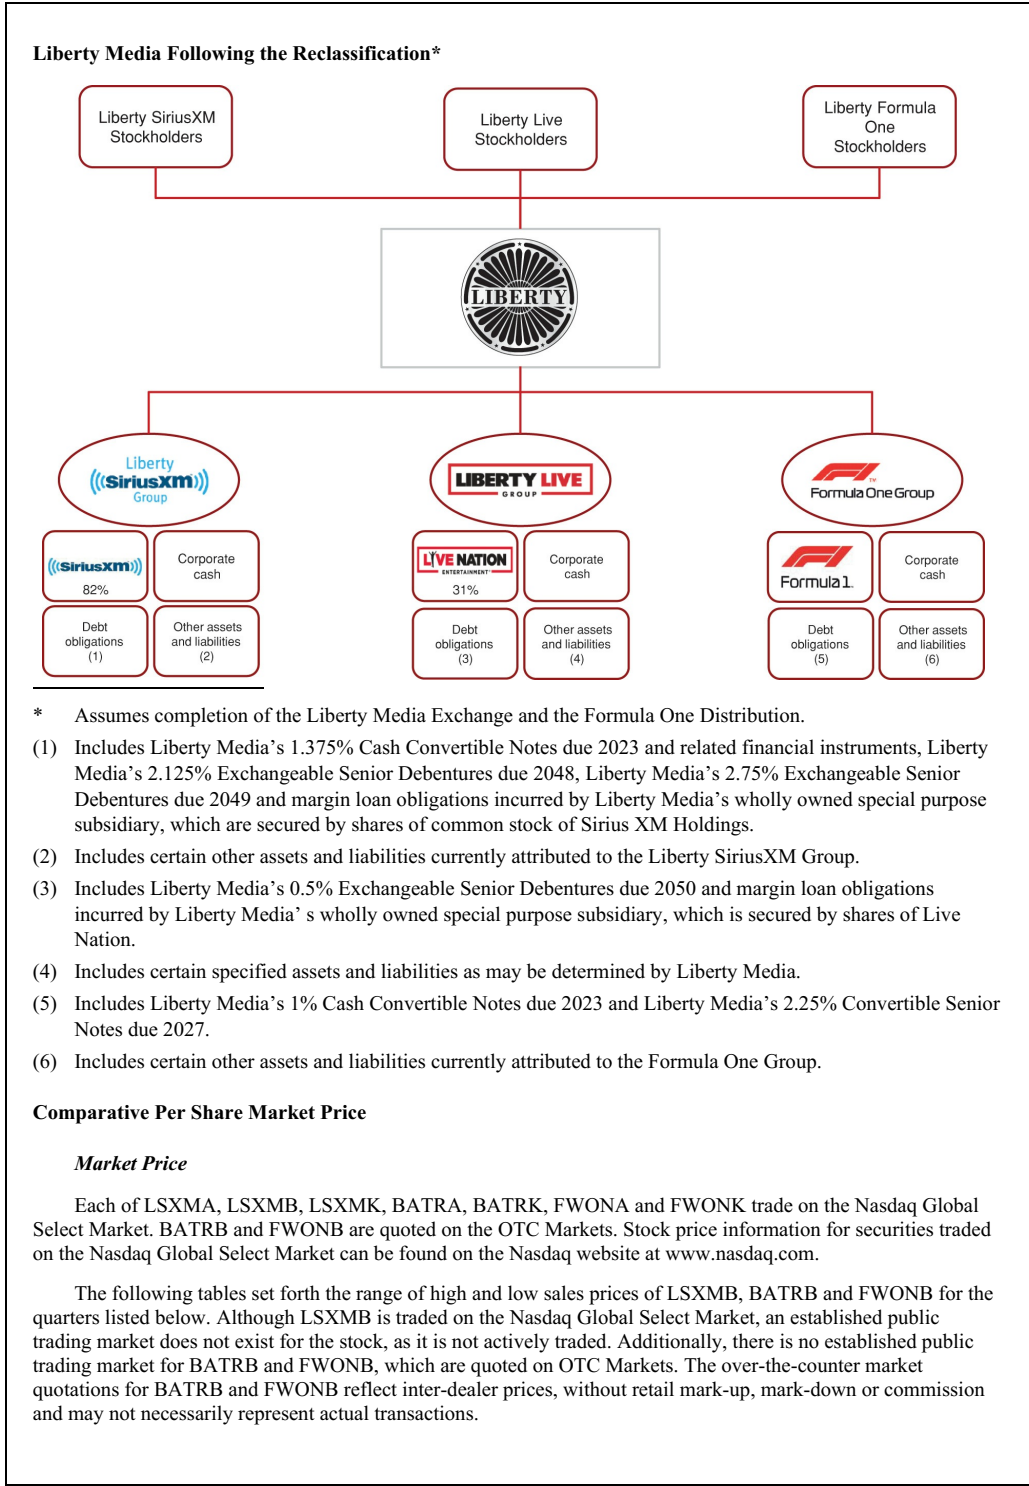 Liberty Media Following the Reclassification*
Liberty SiriusXM
Stockholders
Liberty Live
Stockholders
Liberty Formula
One
Stockholders
LIBERTY
Liberty
((SiriusXM))
Group
LIBERTY LIVE
GROUP
F1 TM
Formula One Group
((SiriusXM))
82%
Corporate
cash
Debt
obligations
(1)
Other assets
and liabilities
(2)
LIVE NATION
ENTERTAINMENT
31%
Corporate
cash
Debt
obligations
(3)
Other assets
and liabilities
(4)
F1
Formula 1.
Corporate
cash
Debt
obligations
(5)
Other assets
and liabilities
(6)
* Assumes completion of the Liberty Media Exchange and the Formula One Distribution.
(1) Includes Liberty Media’s 1.375% Cash Convertible Notes due 2023 and related financial instruments, Liberty
Media’s 2.125% Exchangeable Senior Debentures due 2048, Liberty Media’s 2.75% Exchangeable Senior
Debentures due 2049 and margin loan obligations incurred by Liberty Media’s wholly owned special purpose
subsidiary, which are secured by shares of common stock of Sirius XM Holdings.
(2) Includes certain other assets and liabilities currently attributed to the Liberty SiriusXM Group.
(3) Includes Liberty Media’s 0.5% Exchangeable Senior Debentures due 2050 and margin loan obligations
incurred by Liberty Media’ s wholly owned special purpose subsidiary, which is secured by shares of Live
Nation.
(4) Includes certain specified assets and liabilities as may be determined by Liberty Media.
(5) Includes Liberty Media’s 1% Cash Convertible Notes due 2023 and Liberty Media’s 2.25% Convertible Senior
Notes due 2027.
(6) Includes certain other assets and liabilities currently attributed to the Formula One Group.
Comparative Per Share Market Price
Market Price
Each of LSXMA, LSXMB, LSXMK, BATRA, BATRK, FWONA and FWONK trade on the Nasdaq Global
Select Market. BATRB and FWONB are quoted on the OTC Markets. Stock price information for securities traded
on the Nasdaq Global Select Market can be found on the Nasdaq website at www.nasdaq.com.
The following tables set forth the range of high and low sales prices of LSXMB, BATRB and FWONB for the
quarters listed below. Although LSXMB is traded on the Nasdaq Global Select Market, an established public
trading market does not exist for the stock, as it is not actively traded. Additionally, there is no established public
trading market for BATRB and FWONB, which are quoted on OTC Markets. The over-the-counter market
quotations for BATRB and FWONB reflect inter-dealer prices, without retail mark-up, mark-down or commission
and may not necessarily represent actual transactions.